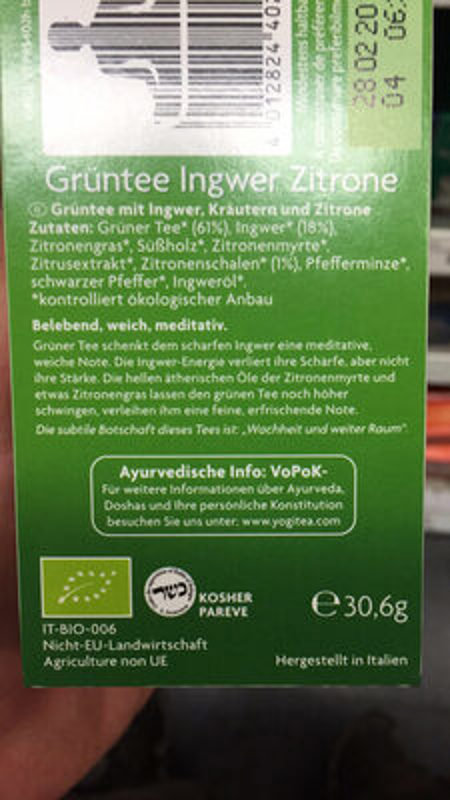 4 012824 402
Mindestens haltba
28 02 20
04 06:
Grüntee Ingwer Zitrone
Grüntee mit Ingwer, Kräutern und Zitrone
Zutaten: Grüner Tee* (61%), Ingwer* (18%),
Zitronengras*, Süßholz*, Zitronenmyrte*,
Zitrusextrakt*, Zitronenschalen* (1%), Pfefferminze*,
schwarzer Pfeffer*, Ingweröl*.
*kontrolliert ökologischer Anbau
Belebend, weich, meditativ.
Grüner Tee schenkt dem scharfen Ingwer eine meditative,
weiche Note. Die Ingwer-Energie verliert ihre Schärfe, aber nicht
ihre Stärke. Die hellen ätherischen Öle der Zitronenmyrte und
etwas Zitronengras lassen den grünen Tee noch höher
schwingen, verleihen ihm eine feine, erfrischende Note.
Die subtile Botschaft dieses Tees ist: „Wachheit und weiter Raum".
Ayurvedische Info: VoPoK-
Für weitere Informationen über Ayurveda,
Doshas und Ihre persönliche Konstitution
besuchen Sie uns unter: www.yogitea.com
כשר
KOSHER
PAREVE
℮ 30,6g
IT-BIO-006
Nicht-EU-Landwirtschaft
Agriculture non UE
Hergestellt in Italien